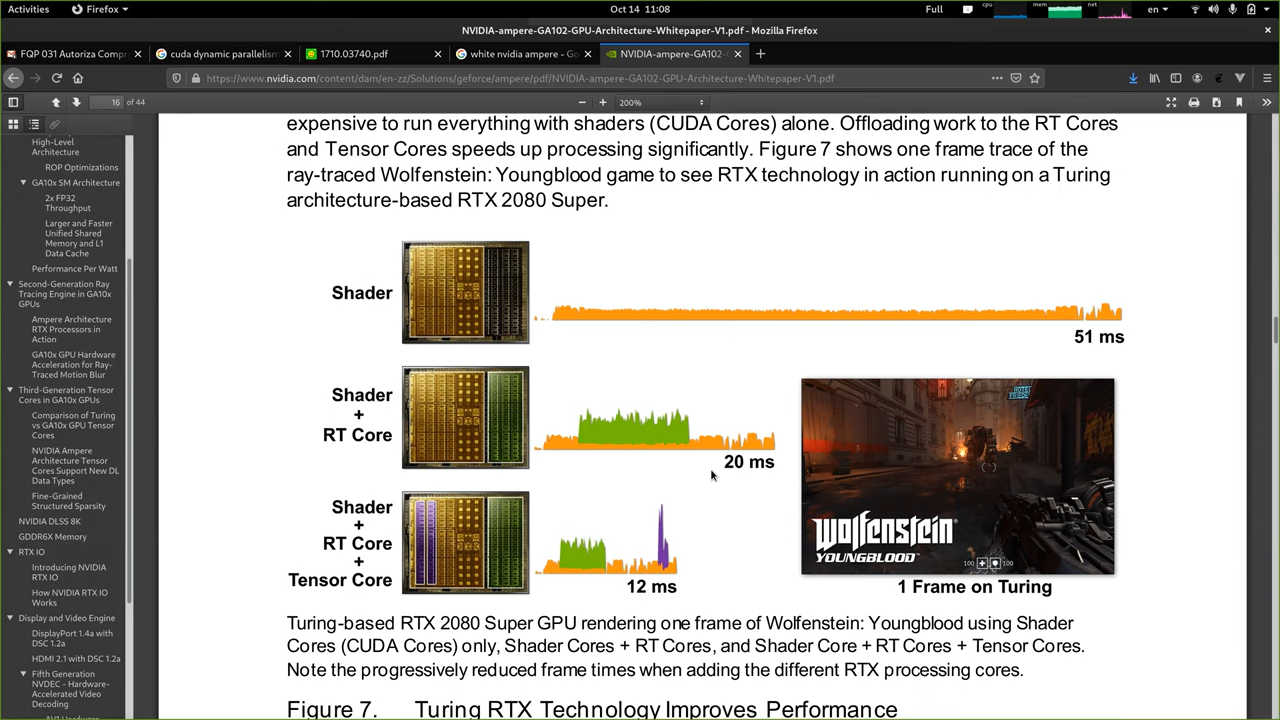 Activities
Firefox
Oct 14 11:08
Full
cpu
mem
net
en
NVIDIA-ampere-GA102-GPU-Architecture-Whitepaper-V1.pdf - Mozilla Firefox
FQP 031 Autoriza Compr
cuda dynamic parallelism
1710.03740.pdf
white nvidia ampere - Go
NVIDIA-ampere-GA102-G
https://www.nvidia.com/content/dam/en-zz/Solutions/geforce/ampere/pdf/NVIDIA-ampere-GA102-GPU-Architecture-Whitepaper-V1.pdf
16 of 44
200%
High-Level
Architecture
ROP Optimizations
GA10x SM Architecture
2x FP32
Throughput
Larger and Faster
Unified Shared
Memory and L1
Data Cache
Performance Per Watt
Second-Generation Ray
Tracing Engine in GA10x
GPUs
Ampere Architecture
RTX Processors in
Action
GA10x GPU Hardware
Acceleration for Ray-
Traced Motion Blur
Third-Generation Tensor
Cores in GA10x GPUs
Comparison of Turing
vs GA10x GPU Tensor
Cores
NVIDIA Ampere
Architecture Tensor
Cores Support New DL
Data Types
Fine-Grained
Structured Sparsity
NVIDIA DLSS 8K
GDDR6X Memory
RTX IO
Introducing NVIDIA
RTX IO
How NVIDIA RTX IO
Works
Display and Video Engine
DisplayPort 1.4a with
DSC 1.2a
HDMI 2.1 with DSC 1.2a
Fifth Generation
NVDEC - Hardware-
Accelerated Video
Decoding
AV1 Hardware
expensive to run everything with shaders (CUDA Cores) alone. Offloading work to the RT Cores
and Tensor Cores speeds up processing significantly. Figure 7 shows one frame trace of the
ray-traced Wolfenstein: Youngblood game to see RTX technology in action running on a Turing
architecture-based RTX 2080 Super.
Shader
51 ms
Shader
+
RT Core
20 ms
Shader
+
RT Core
+
Tensor Core
12 ms
HOTEL
Wolfenstein
YOUNGBLOOD
100
100
1 Frame on Turing
Turing-based RTX 2080 Super GPU rendering one frame of Wolfenstein: Youngblood using Shader
Cores (CUDA Cores) only, Shader Cores + RT Cores, and Shader Core + RT Cores + Tensor Cores.
Note the progressively reduced frame times when adding the different RTX processing cores.
Figure 7. Turing RTX Technology Improves Performance